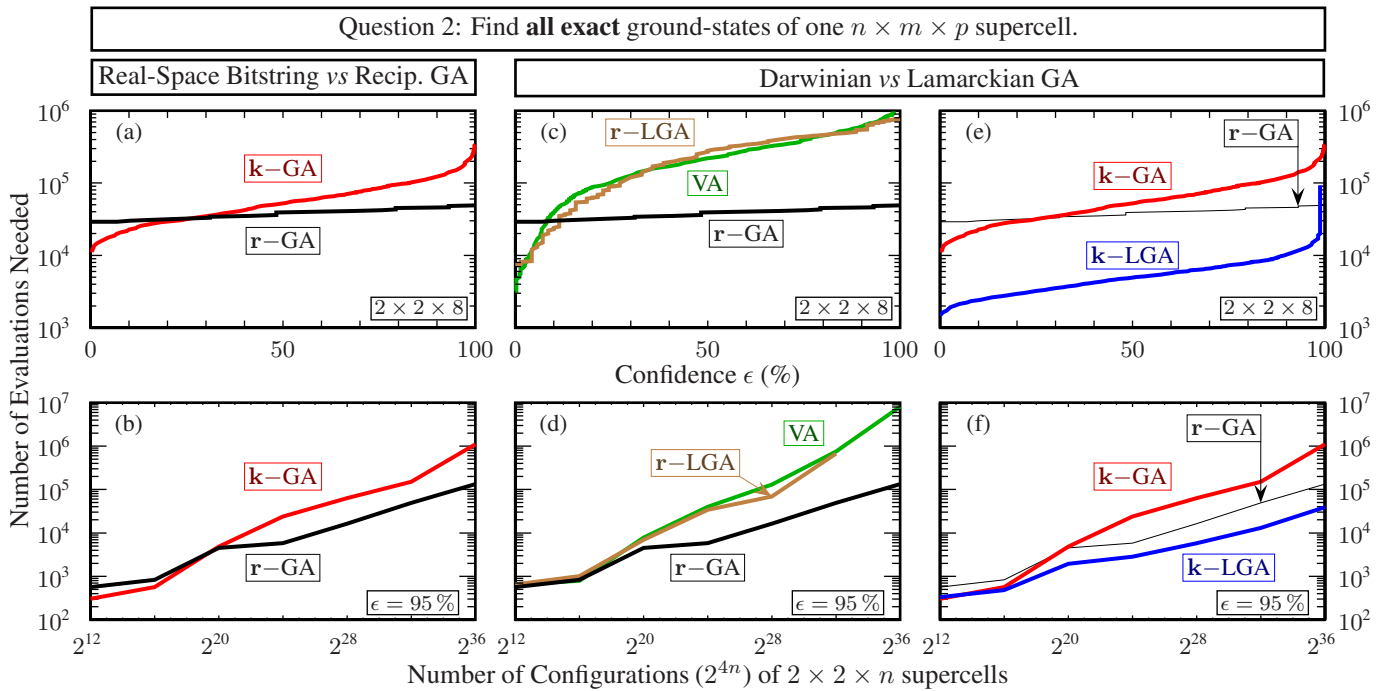 Question 2: Find all exact ground-states of one n × m × p supercell.
Real-Space Bitstring vs Recip. GA
Darwinian vs Lamarckian GA
Number of Evaluations Needed
(a)
k−GA
r−GA
2 × 2 × 8
10^6
10^5
10^4
10^3
0
50
100
(c)
r−LGA
VA
r−GA
2 × 2 × 8
0
50
100
(e)
r−GA
k−GA
k−LGA
2 × 2 × 8
10^6
10^5
10^4
10^3
0
50
100
Confidence ϵ (%)
(b)
k−GA
r−GA
ϵ = 95 %
10^7
10^6
10^5
10^4
10^3
10^2
2^12
2^20
2^28
2^36
(d)
VA
r−LGA
r−GA
ϵ = 95 %
2^12
2^20
2^28
2^36
(f)
r−GA
k−GA
k−LGA
ϵ = 95 %
10^7
10^6
10^5
10^4
10^3
10^2
2^12
2^20
2^28
2^36
Number of Configurations (2^4n) of 2 × 2 × n supercells